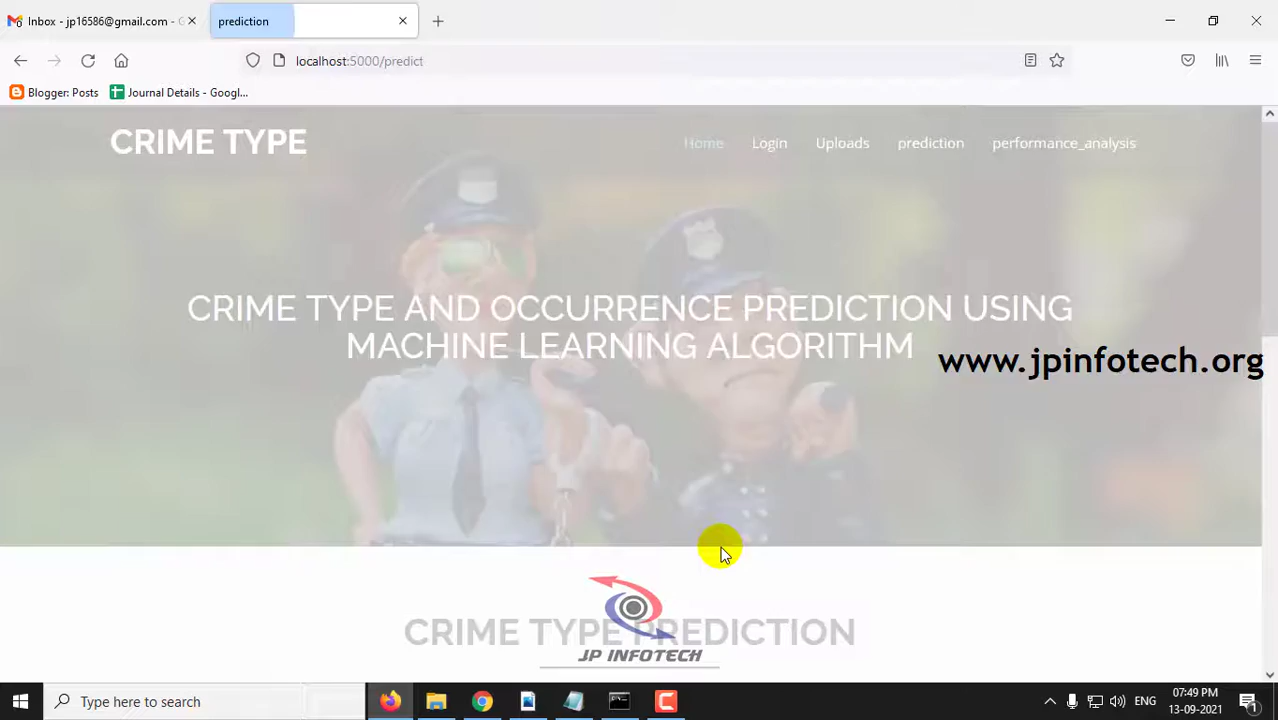 Inbox - jp16586@gmail.com - G
prediction
localhost:5000/predict
Blogger: Posts
Journal Details - Googl...
CRIME TYPE
Home
Login
Uploads
prediction
performance_analysis
CRIME TYPE AND OCCURRENCE PREDICTION USING
MACHINE LEARNING ALGORITHM
www.jpinfotech.org
CRIME TYPE PREDICTION
JP INFOTECH
Type here to search
ENG
07:49 PM
13-09-2021
1